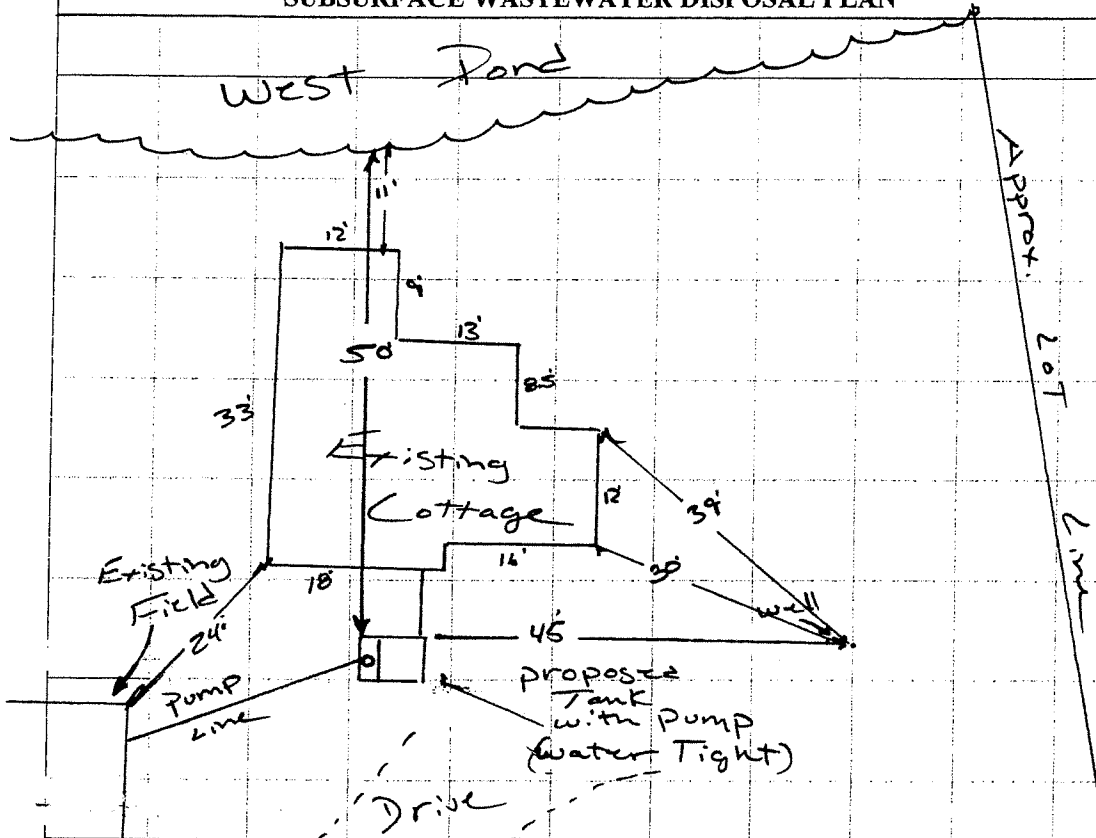 SUBSURFACE WASTEWATER DISPOSAL PLAN
West Pond
11'
12'
9'
13'
50'
8.5'
33'
Existing
Cottage
12'
39'
16'
30'
18'
Existing
Field
24'
well
45'
Pump
Line
proposed
Tank
with Pump
(Water Tight)
Drive
Approx. Lot Line